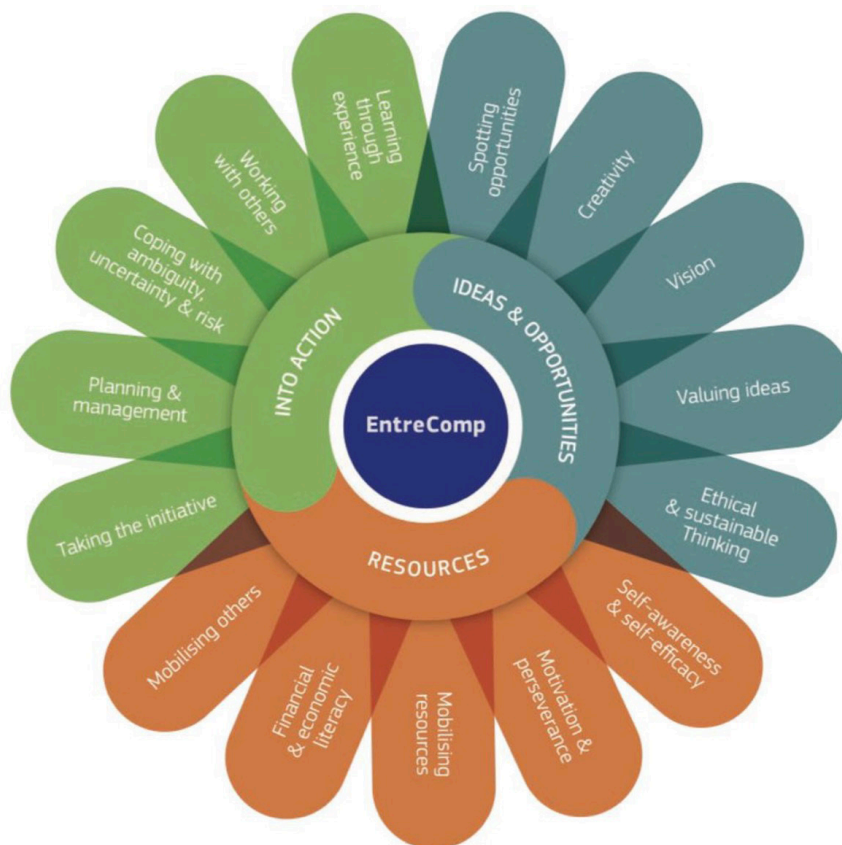 EntreComp
IDEAS & OPPORTUNITIES
Spotting
opportunities
Creativity
Vision
Valuing ideas
Ethical
& sustainable
Thinking
RESOURCES
Self-awareness
& self-efficacy
Motivation &
perseverance
Mobilising
resources
Financial
& economic
literacy
Mobilising others
INTO ACTION
Taking the initiative
Planning &
management
Coping with
ambiguity,
uncertainty & risk
Working
with others
Learning
through
experience